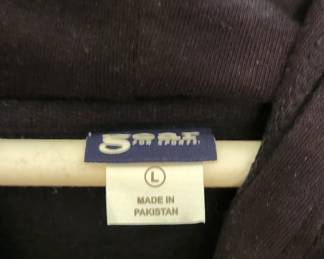 gear
FOR SPORTS
L
MADE IN
PAKISTAN